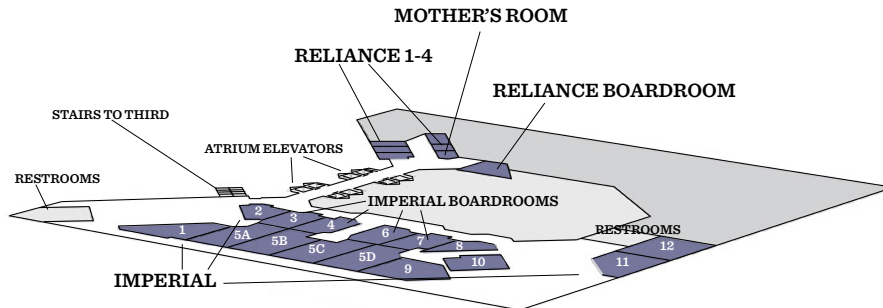 MOTHER'S ROOM
RELIANCE 1-4
RELIANCE BOARDROOM
STAIRS TO THIRD
ATRIUM ELEVATORS
RESTROOMS
IMPERIAL BOARDROOMS
2
3
4
1
5A
5B
5C
5D
6
7
8
9
10
RESTROOMS
12
11
IMPERIAL